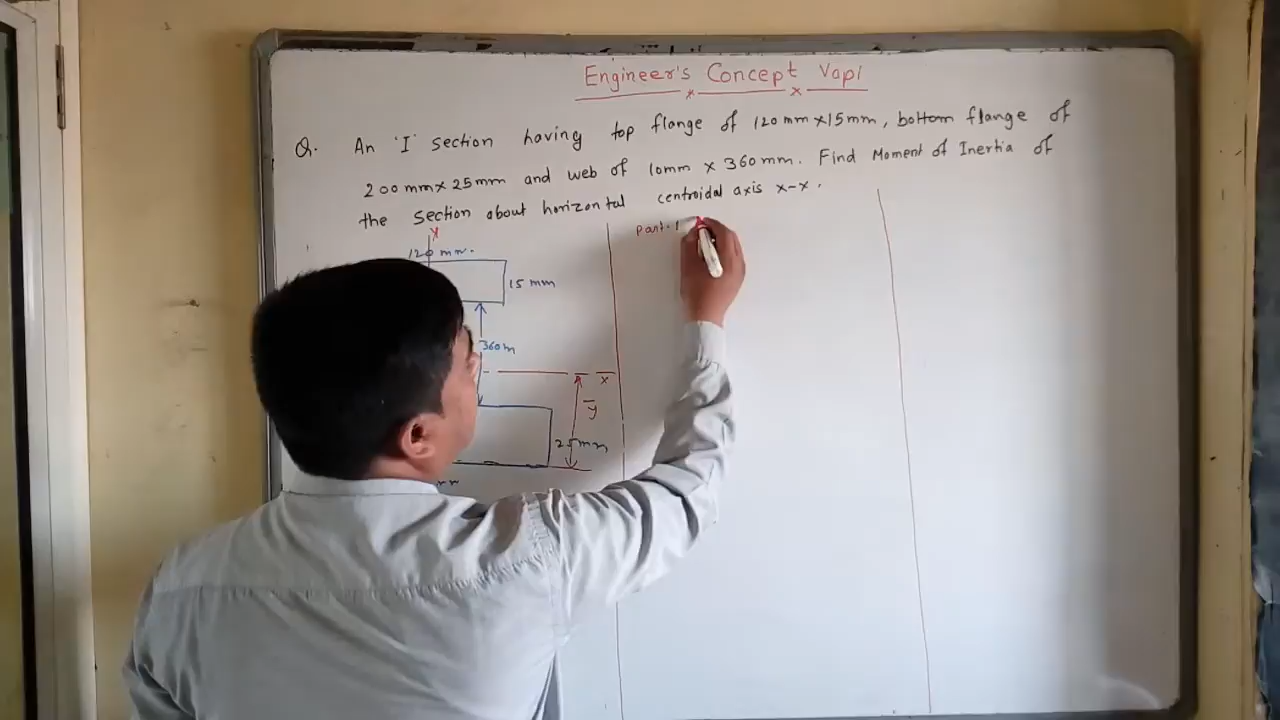 Engineer's Concept Vapi
Q. An 'I' section having top flange of 120mm×15mm, bottom flange of
200mm×25mm and web of 10mm × 360mm. Find Moment of Inertia of
the section about horizontal centroidal axis x-x.
Y
120 mm.
part-1
15 mm
360m
x
y̅
25mm